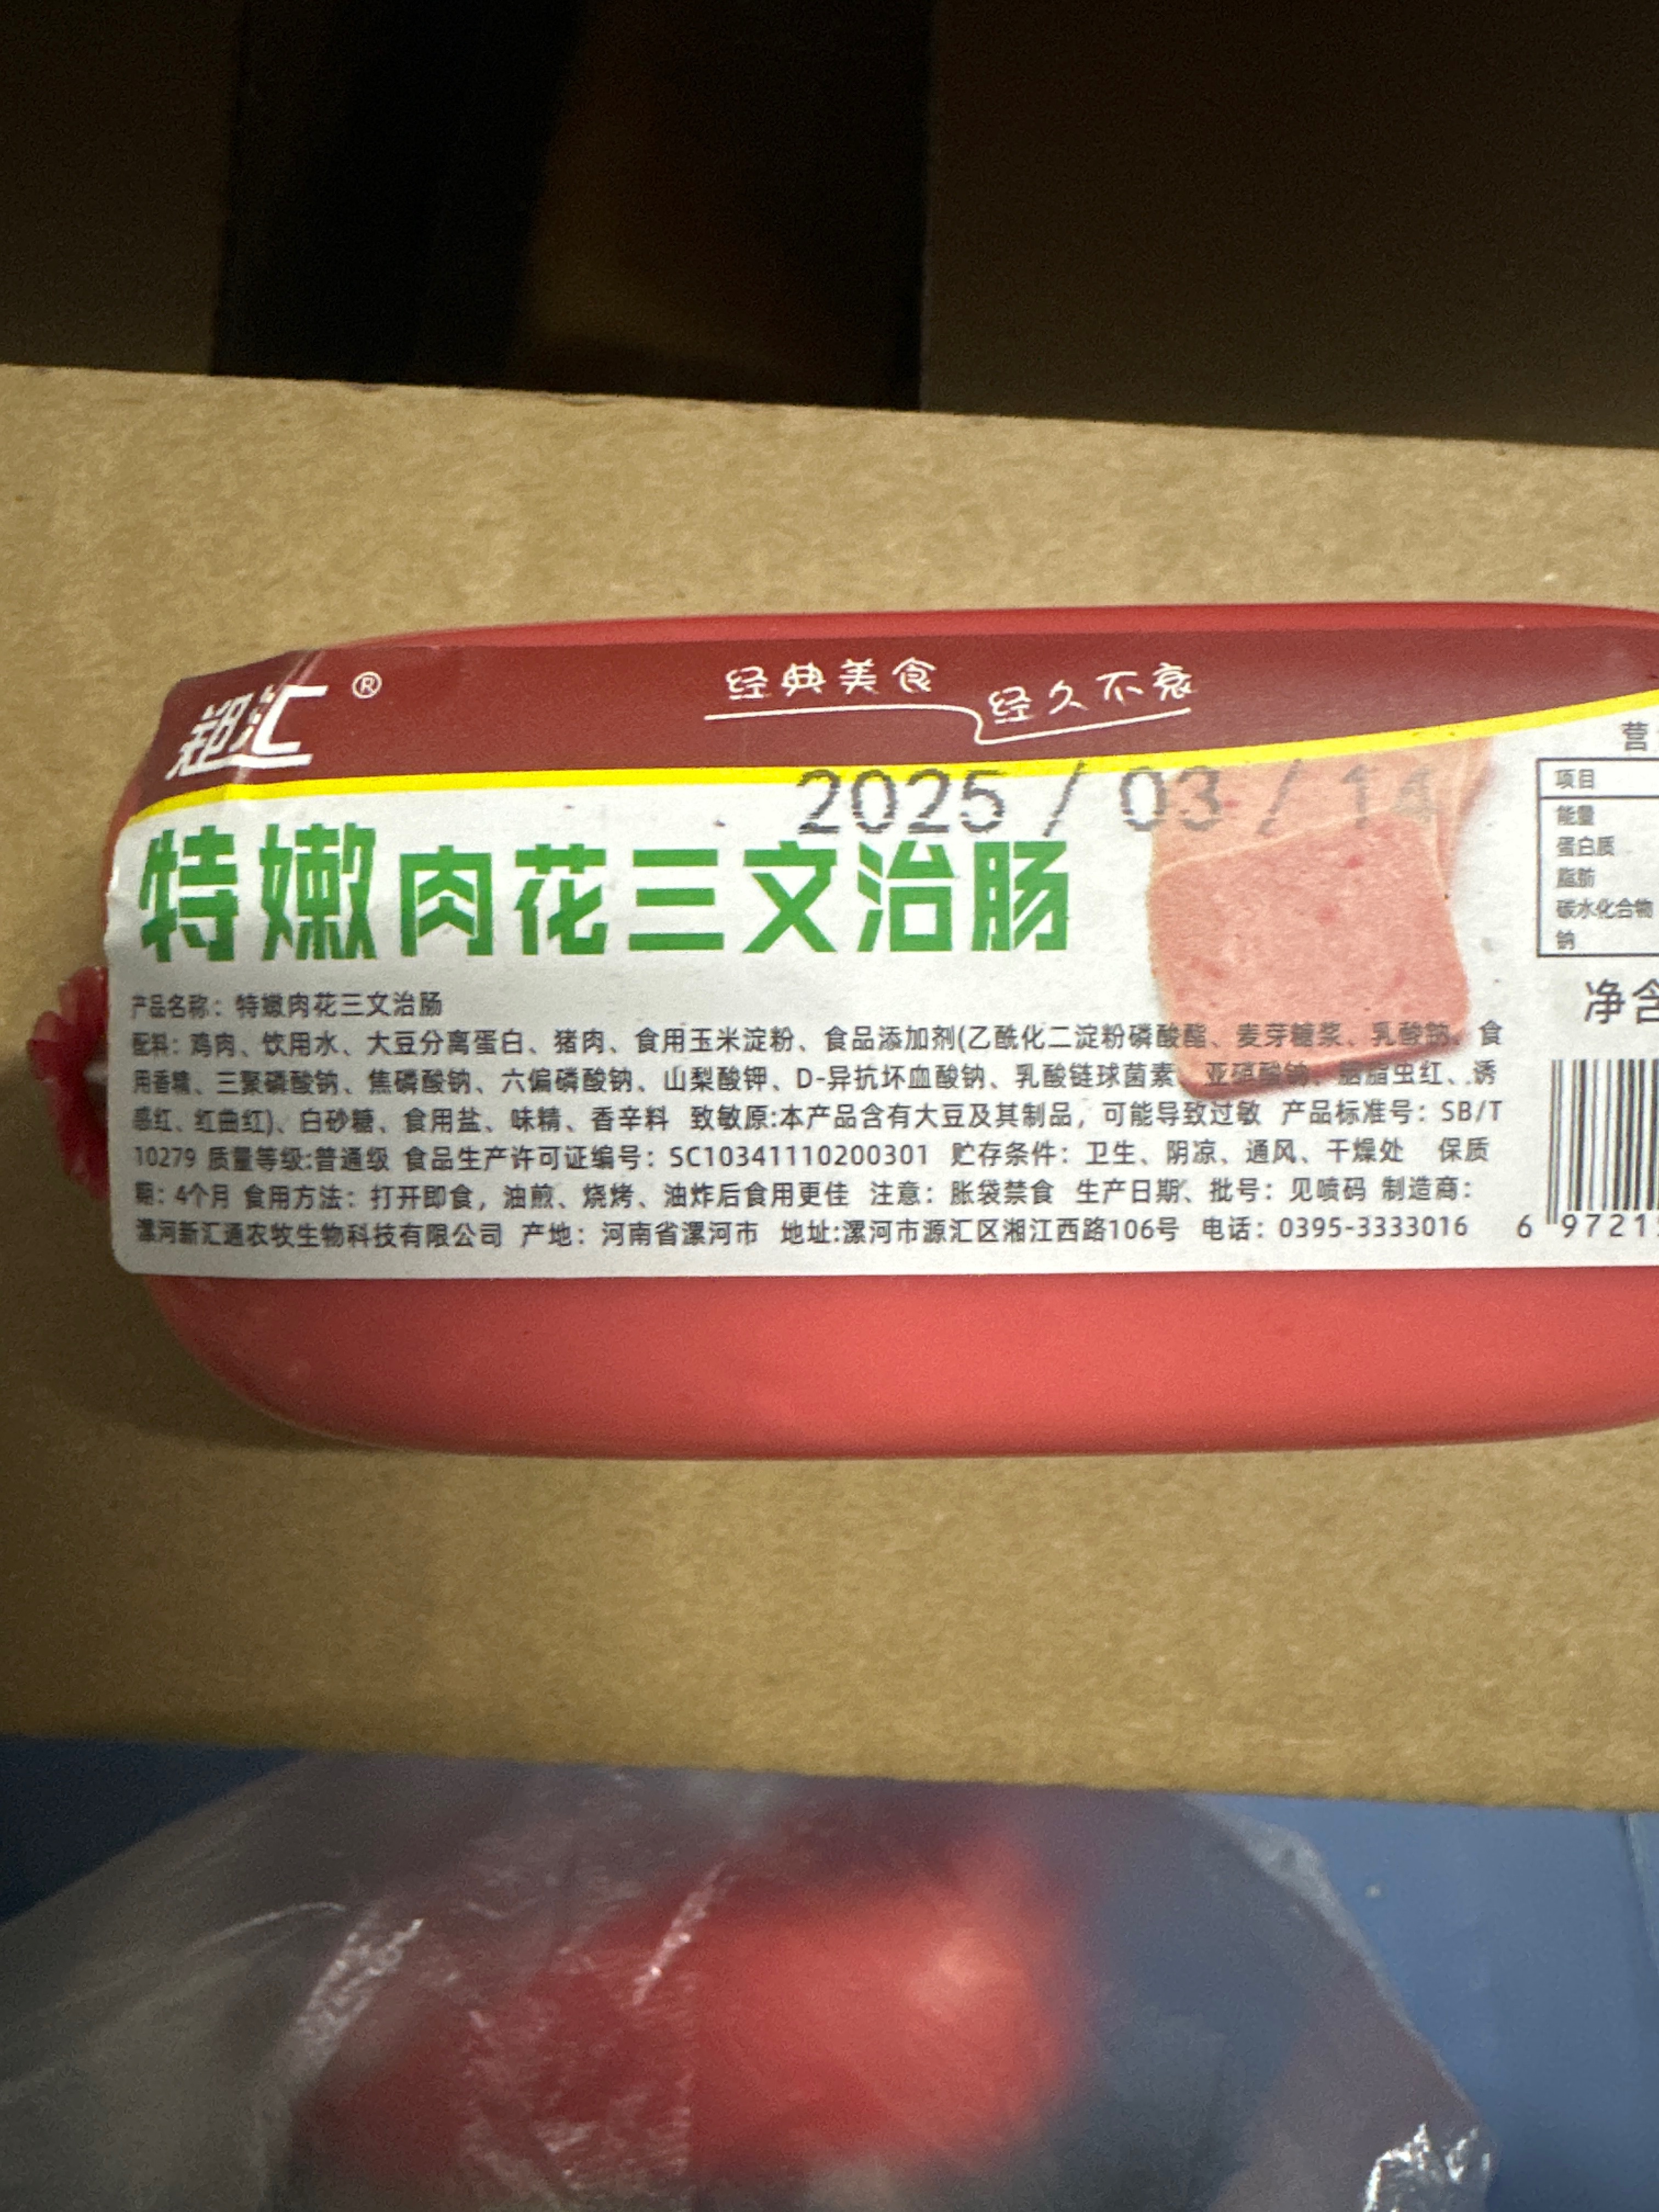 ®
经典美食
经久不衰
2025 / 03 / 14
特嫩肉花三文治肠
产品名称：特嫩肉花三文治肠
配料：鸡肉、饮用水、大豆分离蛋白、猪肉、食用玉米淀粉、食品添加剂(乙酰化二淀粉磷酸酯、麦芽糖浆、乳酸钠、食
用香精、三聚磷酸钠、焦磷酸钠、六偏磷酸钠、山梨酸钾、D-异抗坏血酸钠、乳酸链球菌素、亚硝酸钠、胭脂虫红、诱
惑红、红曲红)、白砂糖、食用盐、味精、香辛料 致敏原:本产品含有大豆及其制品，可能导致过敏 产品标准号：SB/T
10279 质量等级:普通级 食品生产许可证编号：SC10341110200301 贮存条件：卫生、阴凉、通风、干燥处 保质
期：4个月 食用方法：打开即食，油煎、烧烤、油炸后食用更佳 注意：胀袋禁食 生产日期、批号：见喷码 制造商：
漯河新汇通农牧生物科技有限公司 产地：河南省漯河市 地址:漯河市源汇区湘江西路106号 电话：0395-3333016
营
项目
能量
蛋白质
脂肪
碳水化合物
钠
净含
6 9721